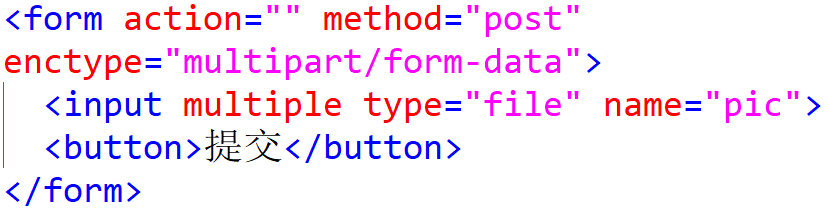 <form action="" method="post"
enctype="multipart/form-data">
<input multiple type="file" name="pic">
<button>提交</button>
</form>